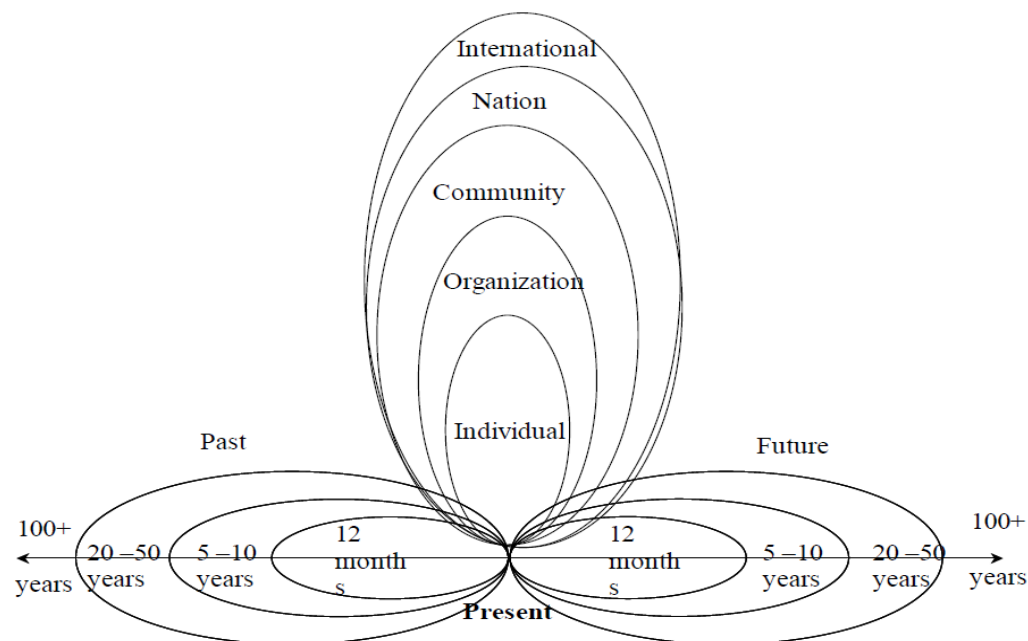 International
Nation
Community
Organization
Individual
Past
Future
100+
years
20 –50
years
5 –10
years
12
month
s
Present
12
month
s
5 –10
years
20 –50
years
100+
years